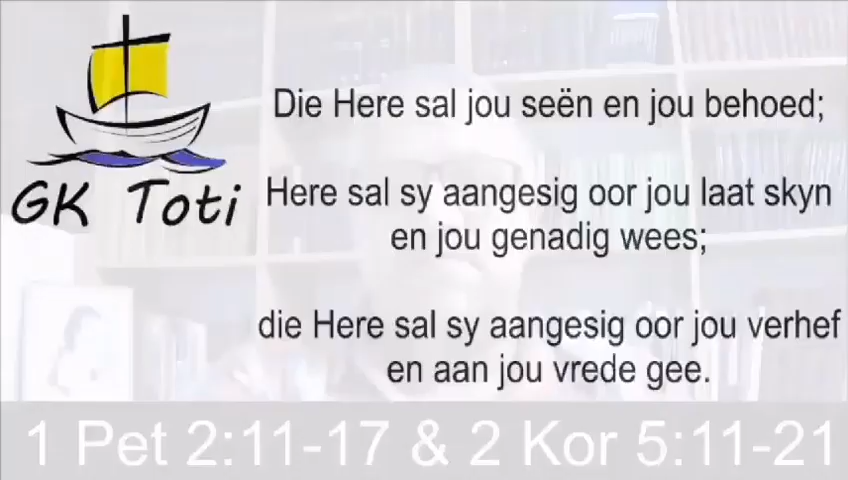 GK Toti
Die Here sal jou seën en jou behoed;
Here sal sy aangesig oor jou laat skyn
en jou genadig wees;
die Here sal sy aangesig oor jou verhef
en aan jou vrede gee.
1 Pet 2:11-17 & 2 Kor 5:11-21